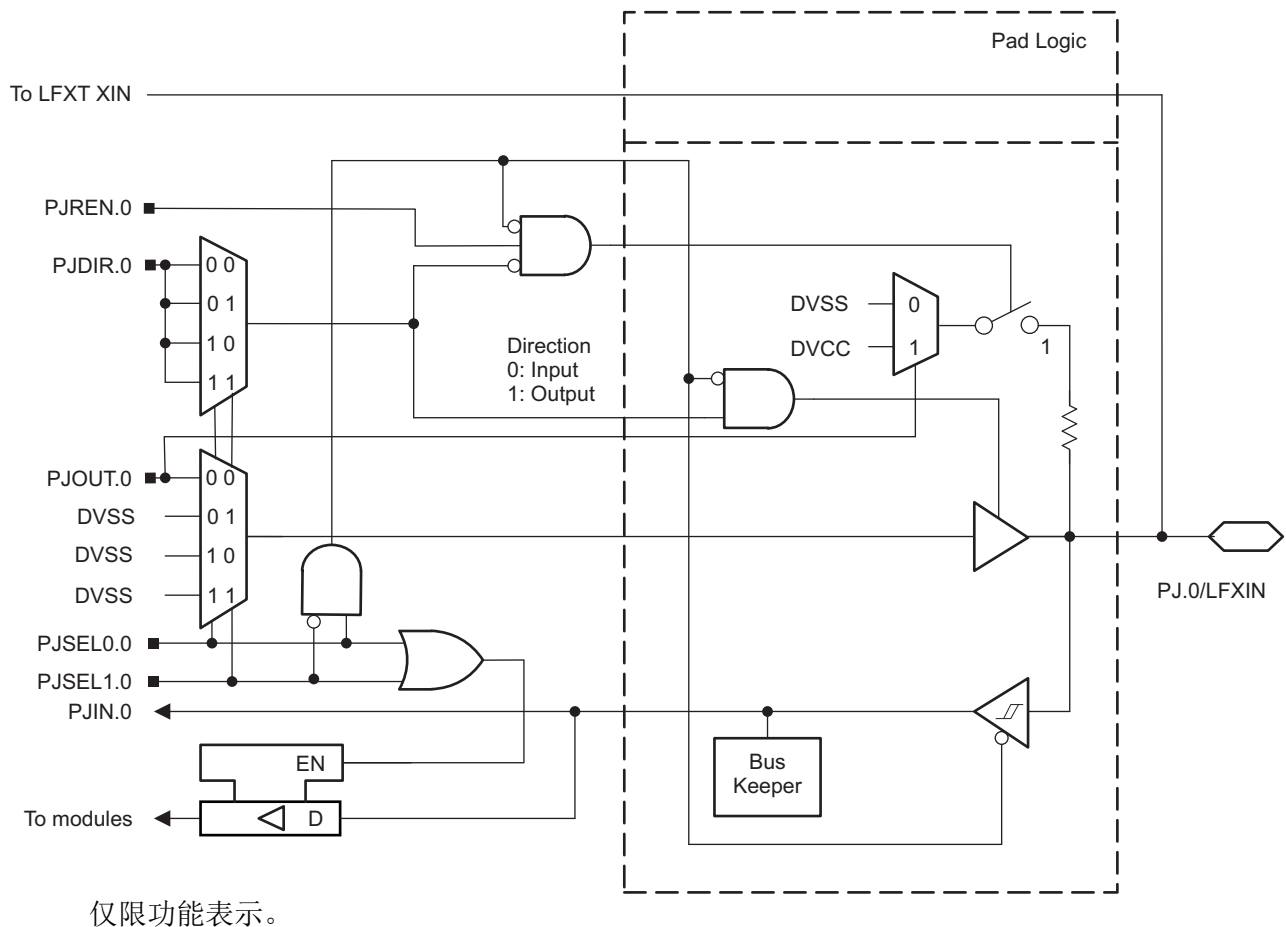 Pad Logic
To LFXT XIN
PJREN.0
PJDIR.0
0 0
0 1
1 0
1 1
Direction
0: Input
1: Output
DVSS
0
DVCC
1
1
PJOUT.0
0 0
DVSS
0 1
DVSS
1 0
DVSS
1 1
PJ.0/LFXIN
PJSEL0.0
PJSEL1.0
PJIN.0
EN
Bus
Keeper
To modules
D
仅限功能表示。